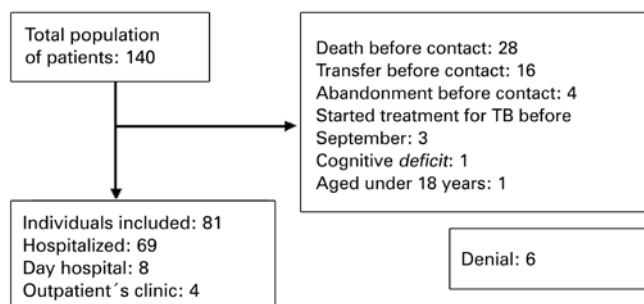 Total population
of patients: 140
Death before contact: 28
Transfer before contact: 16
Abandonment before contact: 4
Started treatment for TB before
September: 3
Cognitive deficit: 1
Aged under 18 years: 1
Individuals included: 81
Hospitalized: 69
Day hospital: 8
Outpatient´s clinic: 4
Denial: 6